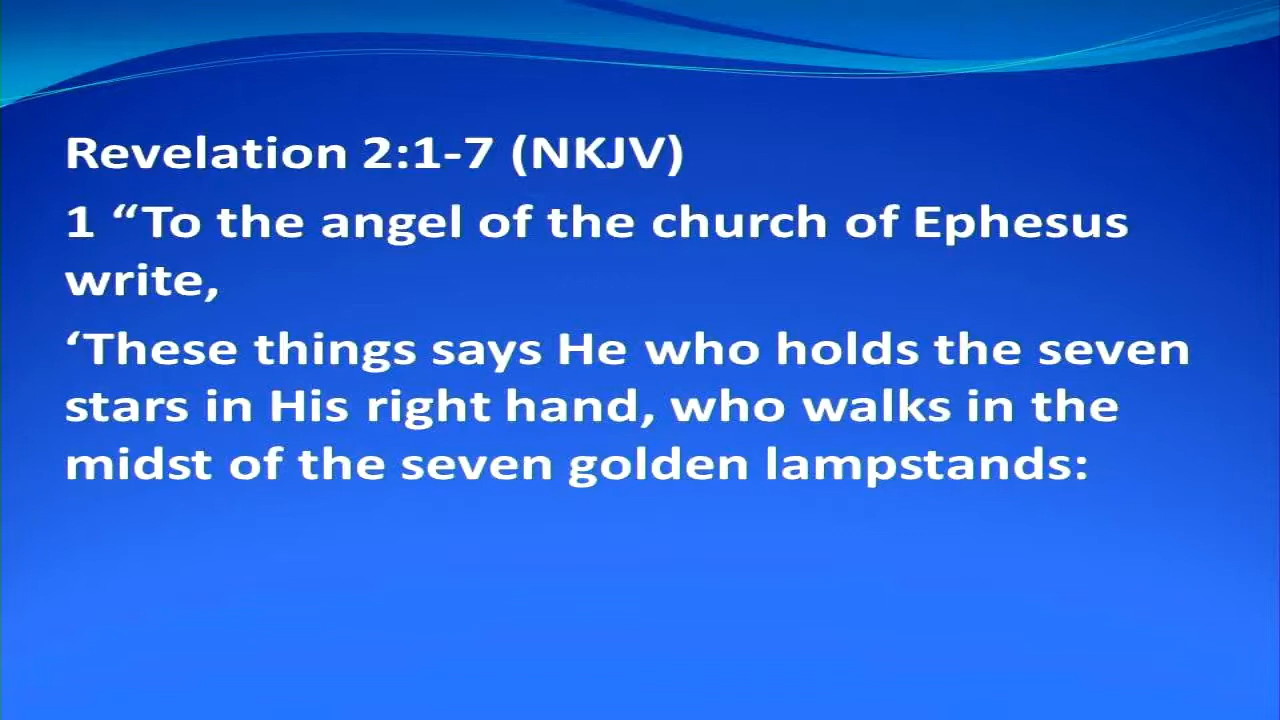 Revelation 2:1-7 (NKJV)
1 “To the angel of the church of Ephesus
write,
‘These things says He who holds the seven
stars in His right hand, who walks in the
midst of the seven golden lampstands: